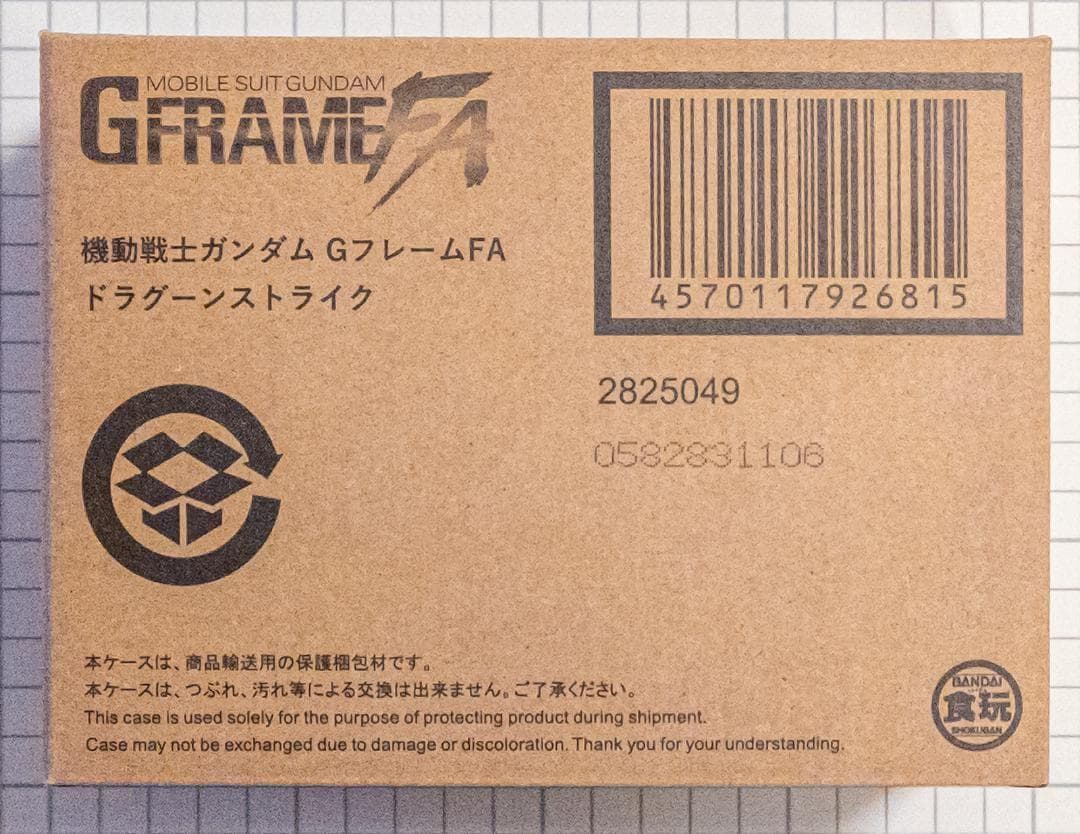 MOBILE SUIT GUNDAM
GFRAMEFA
機動戦士ガンダム GフレームFA
ドラグーンストライク
4570117926815
2825049
0582831106
本ケースは、商品輸送用の保護梱包材です。
本ケースは、つぶれ、汚れ等による交換は出来ません。ご了承ください。
This case is used solely for the purpose of protecting product during shipment.
Case may not be exchanged due to damage or discoloration. Thank you for your understanding.
BANDAI
食玩
SHOKUGAN